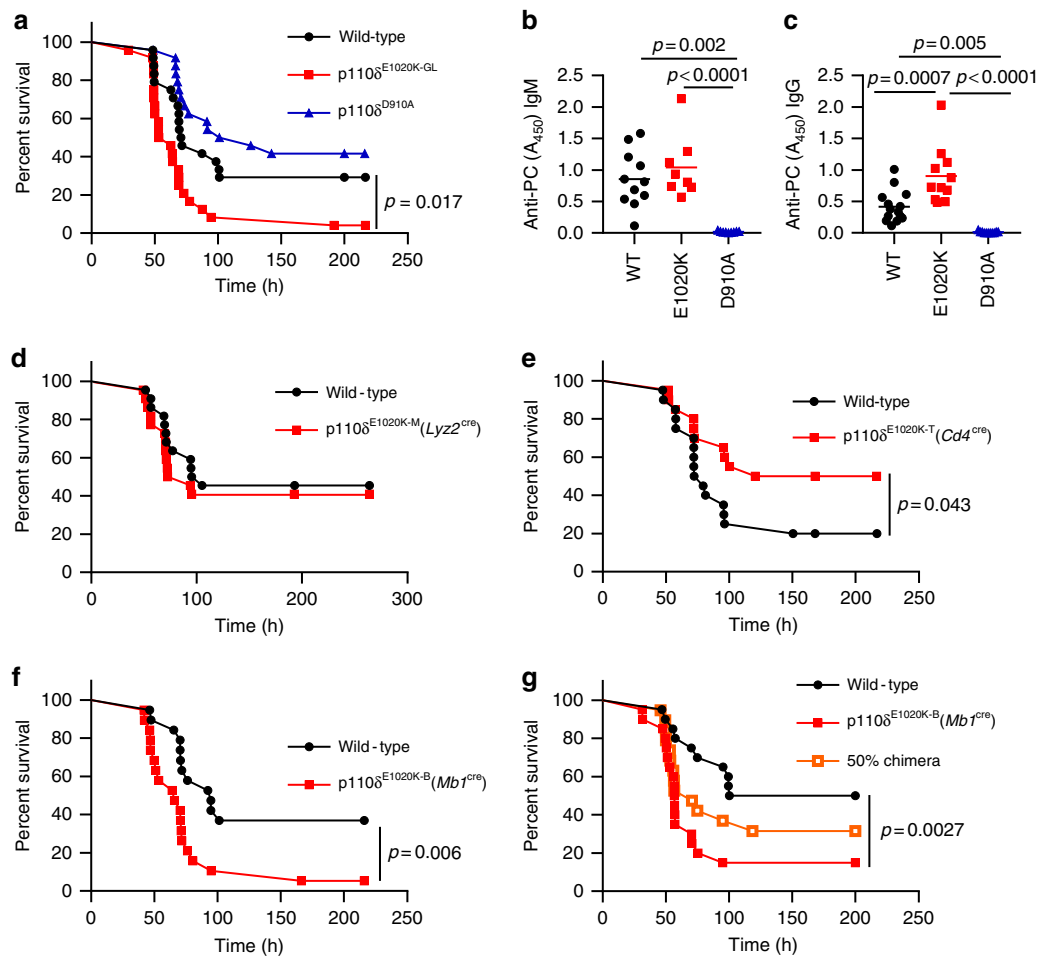 a
100
80
60
40
20
0
Percent survival
0 50 100 150 200 250
Time (h)
Wild-type
p110δE1020K-GL
p110δD910A
p = 0.017
b
p = 0.002
p < 0.0001
2.5
2.0
1.5
1.0
0.5
0.0
Anti-PC (A450) IgM
WT
E1020K
D910A
c
p = 0.005
p = 0.0007 p < 0.0001
2.5
2.0
1.5
1.0
0.5
0.0
Anti-PC (A450) IgG
WT
E1020K
D910A
d
100
80
60
40
20
0
Percent survival
0 100 200 300
Time (h)
Wild-type
p110δE1020K-M(Lyz2cre)
e
100
80
60
40
20
0
Percent survival
0 50 100 150 200 250
Time (h)
Wild-type
p110δE1020K-T(Cd4cre)
p = 0.043
f
100
80
60
40
20
0
Percent survival
0 50 100 150 200 250
Time (h)
Wild-type
p110δE1020K-B(Mb1cre)
p = 0.006
g
100
80
60
40
20
0
Percent survival
0 50 100 150 200 250
Time (h)
Wild-type
p110δE1020K-B(Mb1cre)
50% chimera
p = 0.0027